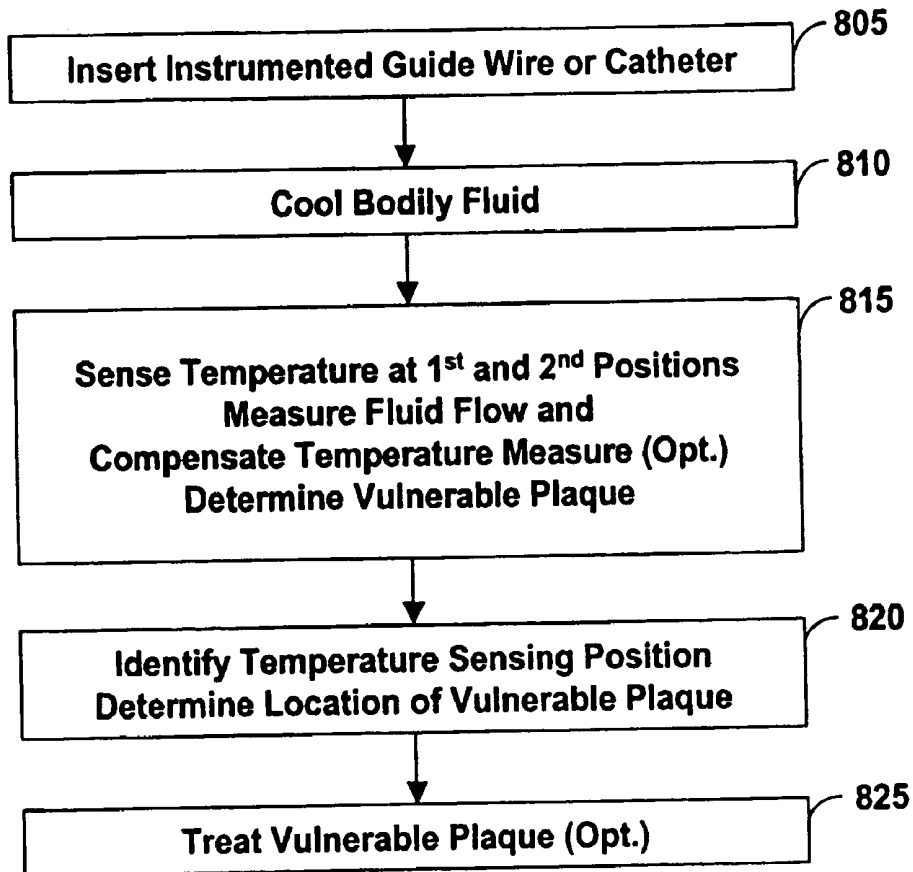 805
Insert Instrumented Guide Wire or Catheter
810
Cool Bodily Fluid
815
Sense Temperature at 1st and 2nd Positions
Measure Fluid Flow and
Compensate Temperature Measure (Opt.)
Determine Vulnerable Plaque
820
Identify Temperature Sensing Position
Determine Location of Vulnerable Plaque
825
Treat Vulnerable Plaque (Opt.)